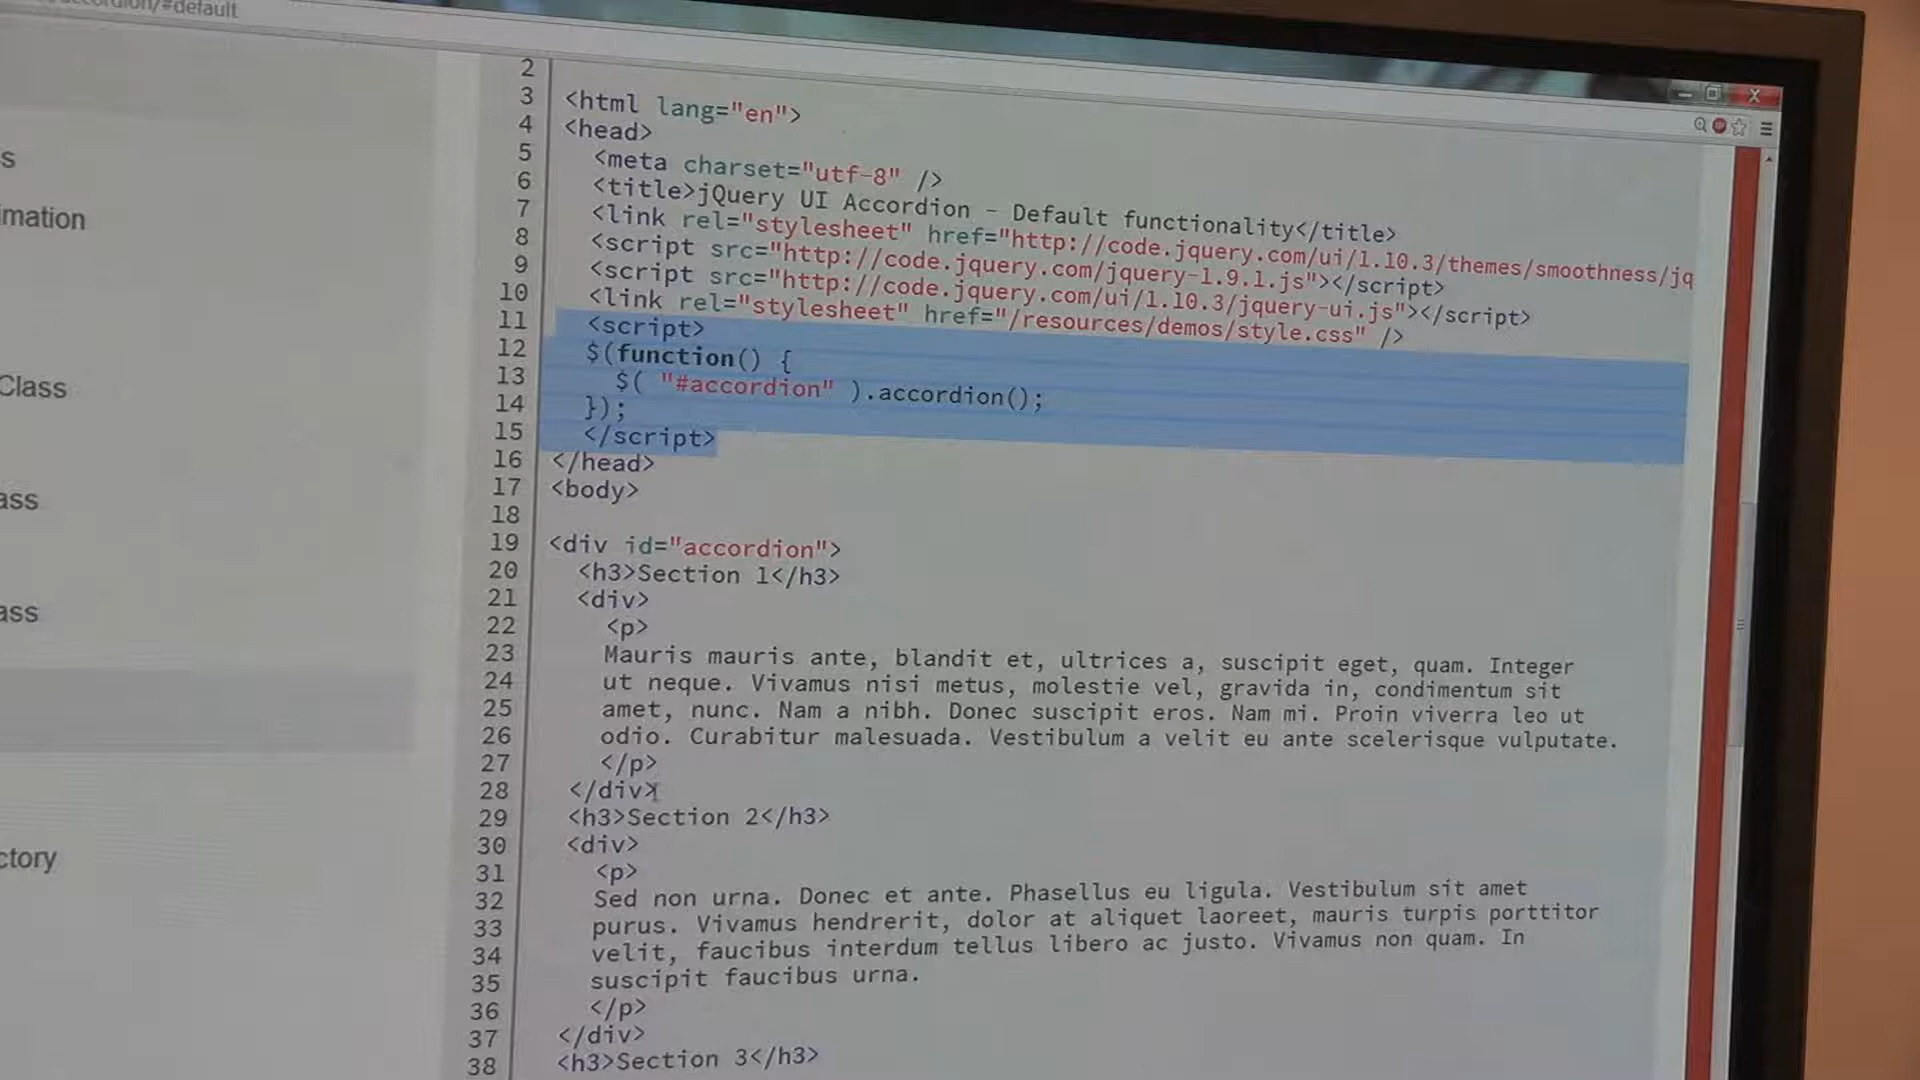 #default
s
imation
Class
ass
ass
ctory
2
3 <html lang="en">
4 <head>
5 <meta charset="utf-8" />
6 <title>jQuery UI Accordion - Default functionality</title>
7 <link rel="stylesheet" href="http://code.jquery.com/ui/1.10.3/themes/smoothness/jq
8 <script src="http://code.jquery.com/jquery-1.9.1.js"></script>
9 <script src="http://code.jquery.com/ui/1.10.3/jquery-ui.js"></script>
10 <link rel="stylesheet" href="/resources/demos/style.css" />
11 <script>
12 $(function() {
13 $( "#accordion" ).accordion();
14 });
15 </script>
16 </head>
17 <body>
18
19 <div id="accordion">
20 <h3>Section 1</h3>
21 <div>
22 <p>
23 Mauris mauris ante, blandit et, ultrices a, suscipit eget, quam. Integer
24 ut neque. Vivamus nisi metus, molestie vel, gravida in, condimentum sit
25 amet, nunc. Nam a nibh. Donec suscipit eros. Nam mi. Proin viverra leo ut
26 odio. Curabitur malesuada. Vestibulum a velit eu ante scelerisque vulputate.
27 </p>
28 </div>
29 <h3>Section 2</h3>
30 <div>
31 <p>
32 Sed non urna. Donec et ante. Phasellus eu ligula. Vestibulum sit amet
33 purus. Vivamus hendrerit, dolor at aliquet laoreet, mauris turpis porttitor
34 velit, faucibus interdum tellus libero ac justo. Vivamus non quam. In
35 suscipit faucibus urna.
36 </p>
37 </div>
38 <h3>Section 3</h3>